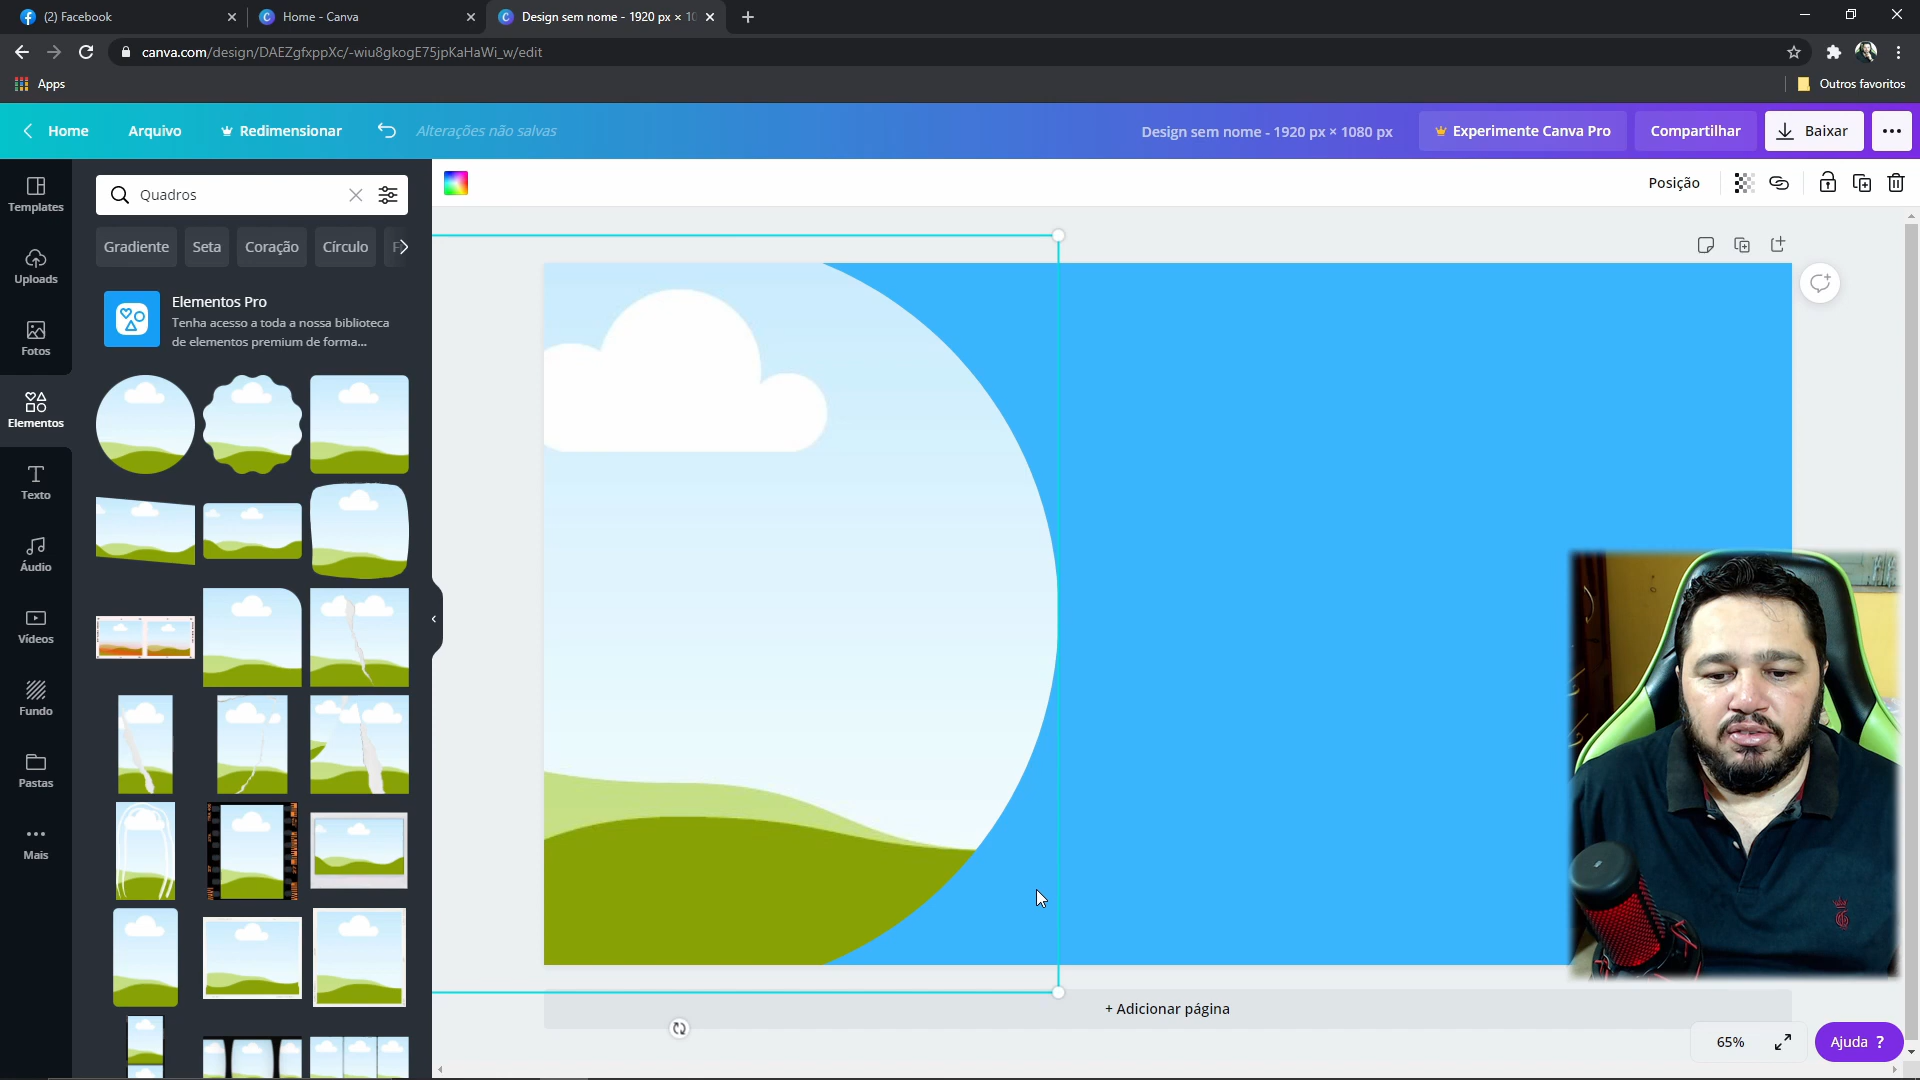 (2) Facebook
Home - Canva
Design sem nome - 1920 px × 10
canva.com/design/DAEZgfxppXc/-wiu8gkogE75jpKaHaWi_w/edit
Apps
Outros favoritos
Home
Arquivo
Redimensionar
Alterações não salvas
Design sem nome - 1920 px × 1080 px
Experimente Canva Pro
Compartilhar
Baixar
Templates
Uploads
Fotos
Elementos
Texto
Áudio
Vídeos
Fundo
Pastas
Mais
Quadros
Gradiente
Seta
Coração
Círculo
Elementos Pro
Tenha acesso a toda a nossa biblioteca
de elementos premium de forma...
Posição
+ Adicionar página
65%
Ajuda ?